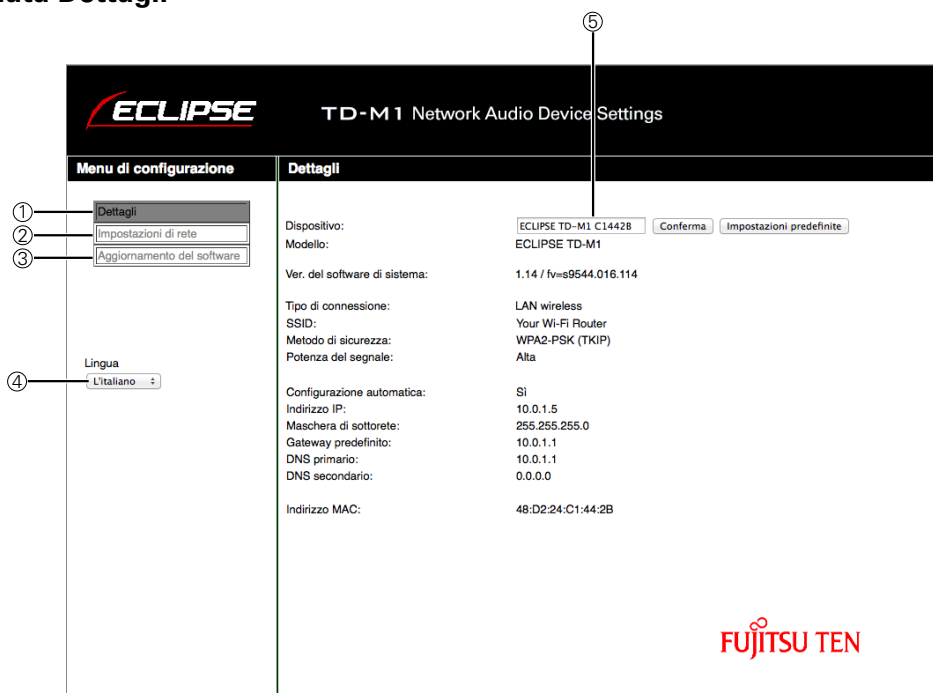 Dettagli
⑤
ECLIPSE
TD-M1 Network Audio Device Settings
Menu di configurazione
Dettagli
① Dettagli
② Impostazioni di rete
③ Aggiornamento del software
Lingua
④ L'italiano
Dispositivo: ECLIPSE TD-M1 C1442B Conferma Impostazioni predefinite
Modello: ECLIPSE TD-M1
Ver. del software di sistema: 1.14 / fv=s9544.016.114
Tipo di connessione: LAN wireless
SSID: Your Wi-Fi Router
Metodo di sicurezza: WPA2-PSK (TKIP)
Potenza del segnale: Alta
Configurazione automatica: Sì
Indirizzo IP: 10.0.1.5
Maschera di sottorete: 255.255.255.0
Gateway predefinito: 10.0.1.1
DNS primario: 10.0.1.1
DNS secondario: 0.0.0.0
Indirizzo MAC: 48:D2:24:C1:44:2B
FUJITSU TEN